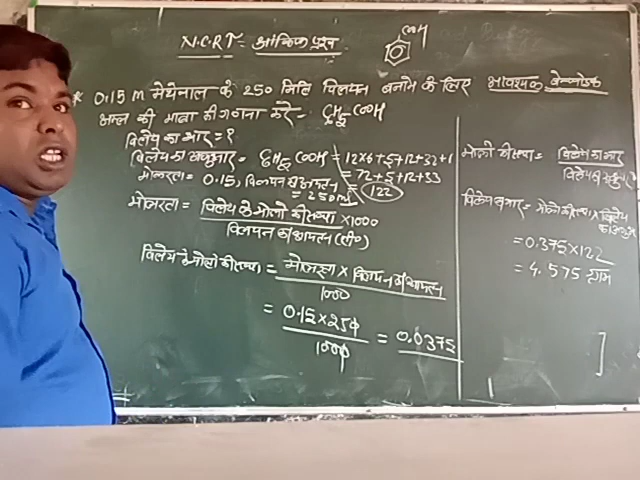 N.C.R.T = आंकिक प्रश्न
COOH
* 0.15 M मेथेनाल के 250 मिलि विलयन बनाने के लिए आवश्यक बेन्जोइक
अम्ल की मात्रा की गणना करे - C6H5COOH
विलेय का भार = ?
विलेय का अणुभार = C6H5COOH = 12×6+5+12+32+1
= 72+5+12+33
मोलरता = 0.15, विलयन का आयतन = 250ml
= 122
मोलरता = विलेय के मोलो की संख्या ×1000
विलयन का आयतन (ली०)
विलेय के मोलो की संख्या = मोलरता × विलयन का आयतन
1000
= 0.15×250
1000
= 0.0375
मोलो की संख्या = विलेय का भार
विलेय का अणुभार
विलेय का भार = मोलो की संख्या × विलेय का अणुभार
= 0.375×122
= 4.575 ग्राम